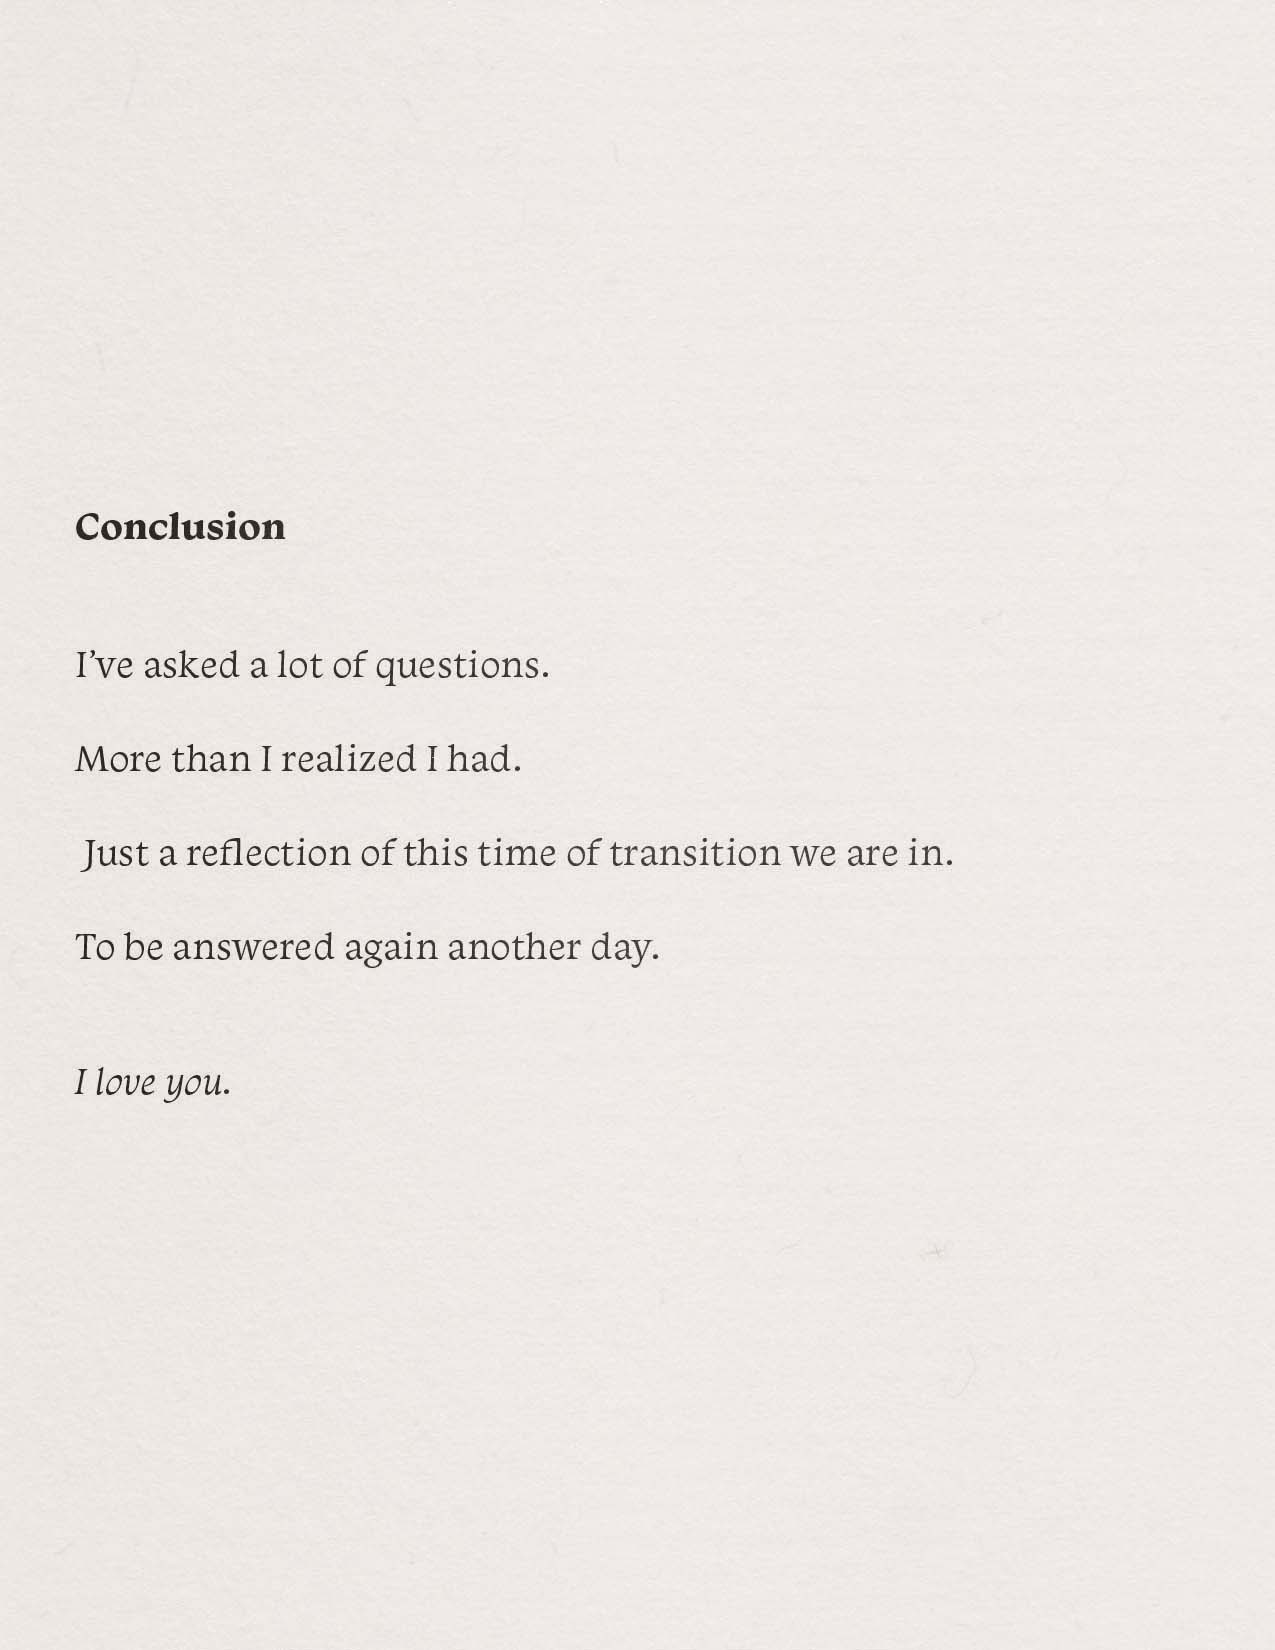 Conclusion
I’ve asked a lot of questions.
More than I realized I had.
Just a reflection of this time of transition we are in.
To be answered again another day.
I love you.